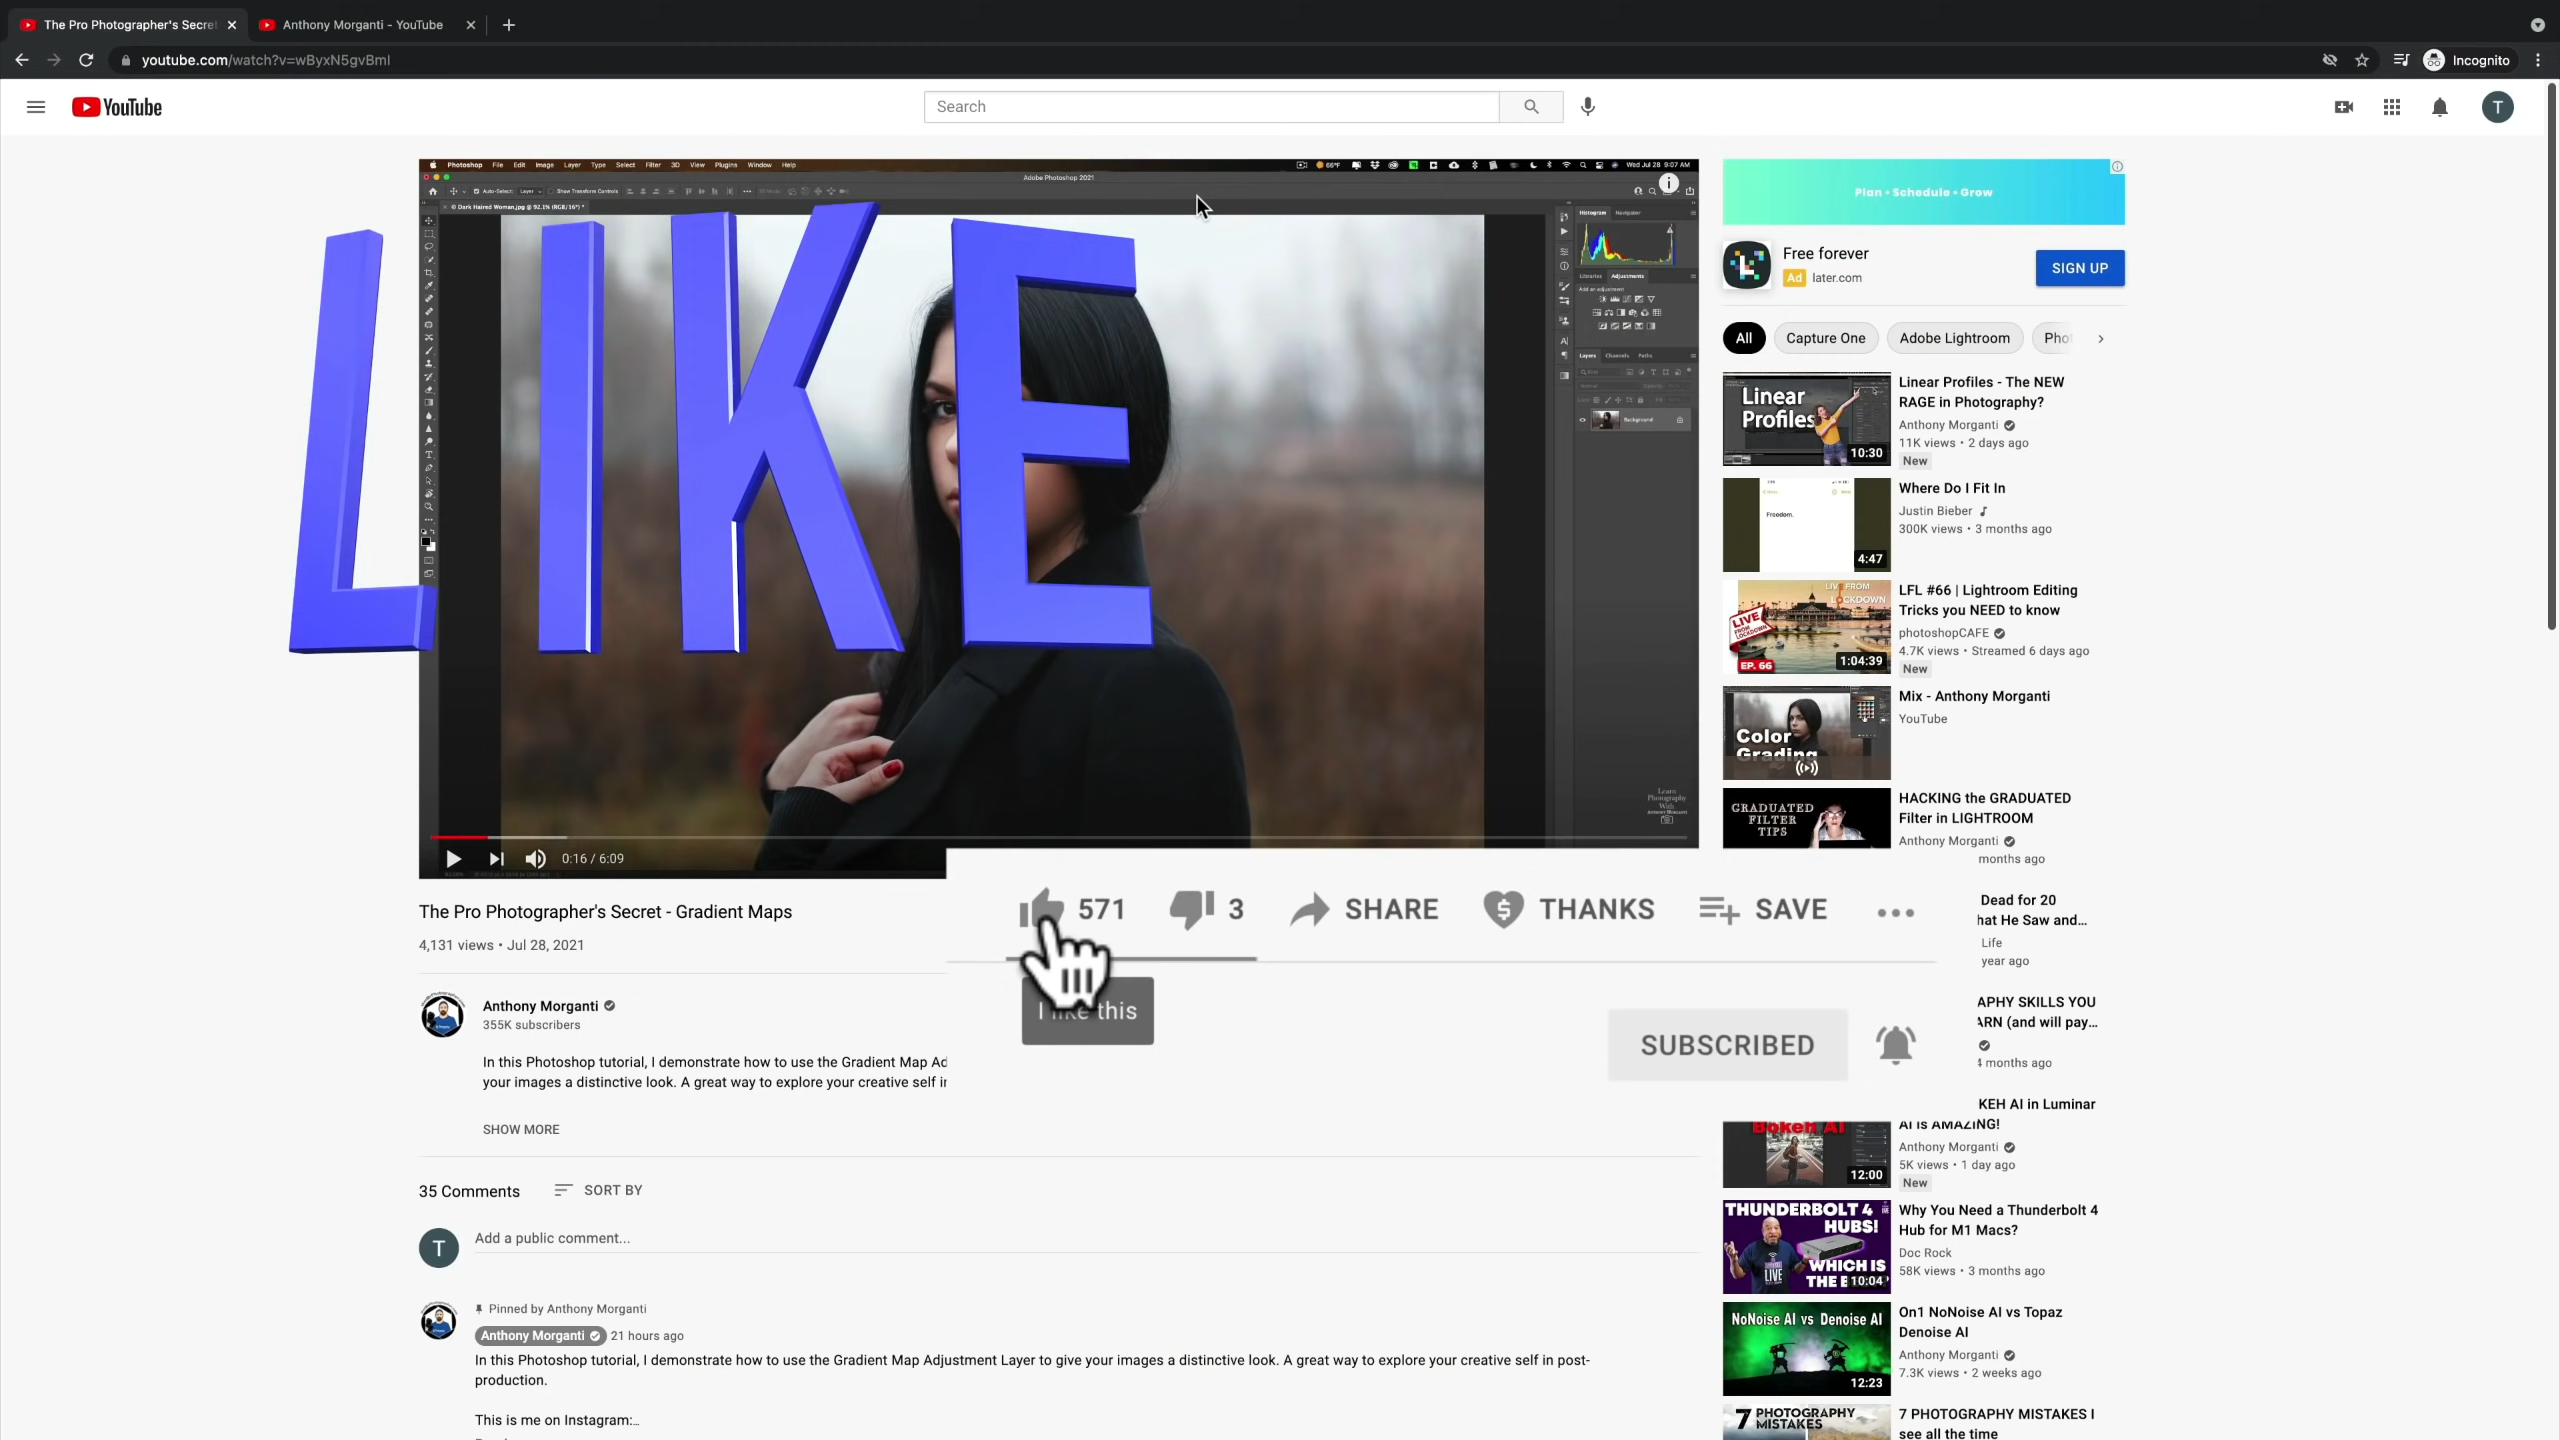 The Pro Photographer's Secret
Anthony Morganti - YouTube
youtube.com/watch?v=wByxN5gvBmI
Incognito
YouTube
Search
T
Photoshop File Edit Image Layer Type Select Filter 3D View Plugins Window Help
66°F
Wed Jul 28 9:07 AM
Adobe Photoshop 2021
Auto-Select: Layer
Show Transform Controls
© Dark Haired Woman.jpg @ 92.1% (RGB/16*) *
Histogram Navigator
Libraries Adjustments
Add an adjustment
Layers Channels Paths
Background
LIKE
Learn
Photography
With
Anthony Morganti
0:16 / 6:09
The Pro Photographer's Secret - Gradient Maps
4,131 views • Jul 28, 2021
571
3
SHARE
THANKS
SAVE
I like this
Anthony Morganti
355K subscribers
SUBSCRIBED
In this Photoshop tutorial, I demonstrate how to use the Gradient Map Ad
your images a distinctive look. A great way to explore your creative self in
SHOW MORE
35 Comments
SORT BY
T
Add a public comment...
Pinned by Anthony Morganti
Anthony Morganti 21 hours ago
In this Photoshop tutorial, I demonstrate how to use the Gradient Map Adjustment Layer to give your images a distinctive look. A great way to explore your creative self in post-
production.
This is me on Instagram:...
Plan • Schedule • Grow
Free forever
Ad later.com
SIGN UP
All
Capture One
Adobe Lightroom
Pho
Linear
Profiles
10:30
Linear Profiles - The NEW
RAGE in Photography?
Anthony Morganti
11K views • 2 days ago
New
Freedom.
4:47
Where Do I Fit In
Justin Bieber
300K views • 3 months ago
LIVE FROM
LOCKDOWN
LIVE
FROM
LOCKDOWN
EP. 66
1:04:39
LFL #66 | Lightroom Editing
Tricks you NEED to know
photoshopCAFE
4.7K views • Streamed 6 days ago
New
Color
Grading
Mix - Anthony Morganti
YouTube
GRADUATED
FILTER
TIPS
HACKING the GRADUATED
Filter in LIGHTROOM
Anthony Morganti
months ago
Dead for 20
hat He Saw and...
Life
year ago
APHY SKILLS YOU
ARN (and will pay...
4 months ago
KEH AI in Luminar
AI is AMAZING!
Bokeh AI
12:00
Anthony Morganti
5K views • 1 day ago
New
THUNDERBOLT 4
HUBS!
LIVE
WHICH IS
THE B
10:04
Why You Need a Thunderbolt 4
Hub for M1 Macs?
Doc Rock
58K views • 3 months ago
NoNoise AI vs Denoise AI
12:23
On1 NoNoise AI vs Topaz
Denoise AI
Anthony Morganti
7.3K views • 2 weeks ago
7 PHOTOGRAPHY
MISTAKES
7 PHOTOGRAPHY MISTAKES I
see all the time